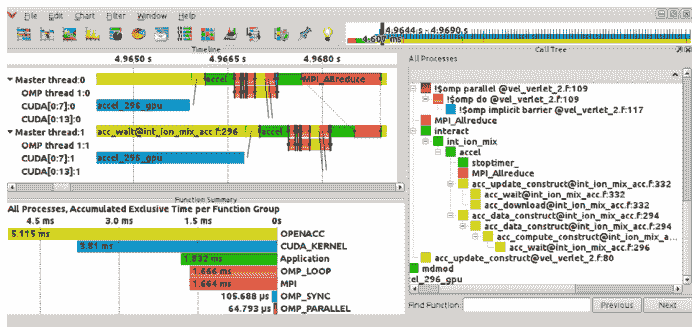 File Edit Chart Filter Window Help
4.9644 s - 4.9690 s
4.607 ms
Timeline
Call Tree
4.9650 s 4.9665 s 4.9680 s
All Processes
Master thread:0
accel MPI_Allreduce
OMP thread 1:0
CUDA[0:7]:0 accel_296_gpu
CUDA[0:13]:0
Master thread:1 acc_wait@int_ion_mix_acc.f:296 accel
OMP thread 1:1
CUDA[0:7]:1 accel_296_gpu
CUDA[0:13]:1
!$omp parallel @vel_verlet_2.f:109
!$omp do @vel_verlet_2.f:109
!$omp implicit barrier @vel_verlet_2.f:117
MPI_Allreduce
interact
int_ion_mix
accel
stoptimer_
MPI_Allreduce
acc_update_construct@int_ion_mix_acc.f:332
acc_wait@int_ion_mix_acc.f:332
acc_download@int_ion_mix_acc.f:332
acc_data_construct@int_ion_mix_acc.f:294
acc_data_construct@int_ion_mix_acc.f:294
acc_compute_construct@int_ion_mix_a...
acc_wait@int_ion_mix_acc.f:296
acc_update_construct@vel_verlet_2.f:80
mdmod
el_296_gpu
Find Function: Previous Next
Function Summary
All Processes, Accumulated Exclusive Time per Function Group
4.5 ms 3.0 ms 1.5 ms 0s
5.115 ms OPENACC
3.81 ms CUDA_KERNEL
1.832 ms Application
1.666 ms OMP_LOOP
1.664 ms MPI
105.688 µs OMP_SYNC
64.793 µs OMP_PARALLEL